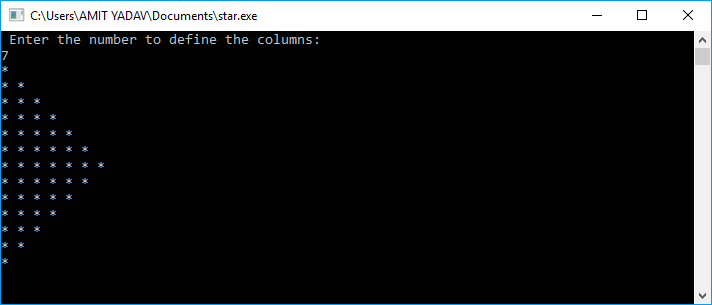 C:\Users\AMIT YADAV\Documents\star.exe
Enter the number to define the columns:
7
*
* *
* * *
* * * *
* * * * *
* * * * * *
* * * * * * *
* * * * * *
* * * * *
* * * *
* * *
* *
*